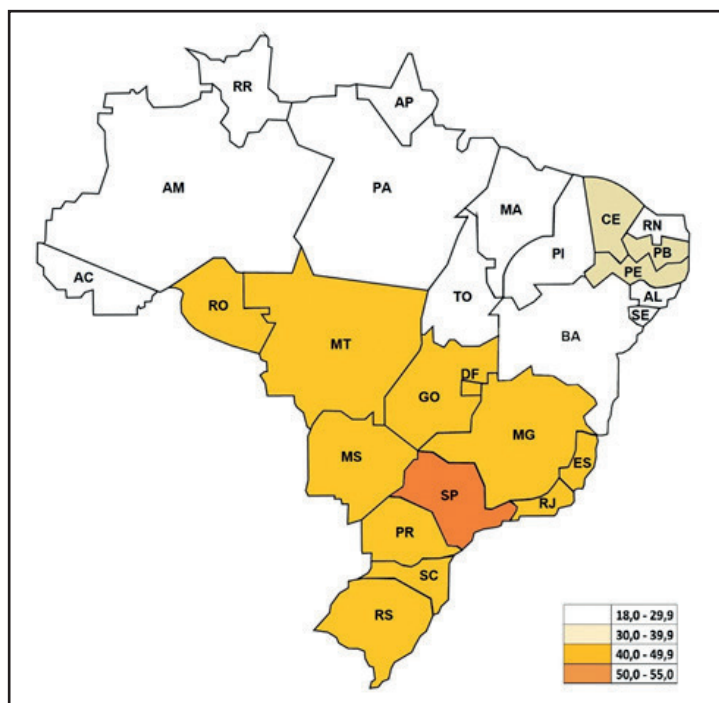 RR
AP
AM
PA
MA
CE
RN
PB
PI
PE
AC
TO
AL
SE
RO
BA
MT
DF
GO
MG
MS
ES
SP
RJ
PR
SC
RS
18,0 - 29,9
30,0 - 39,9
40,0 - 49,9
50,0 - 55,0